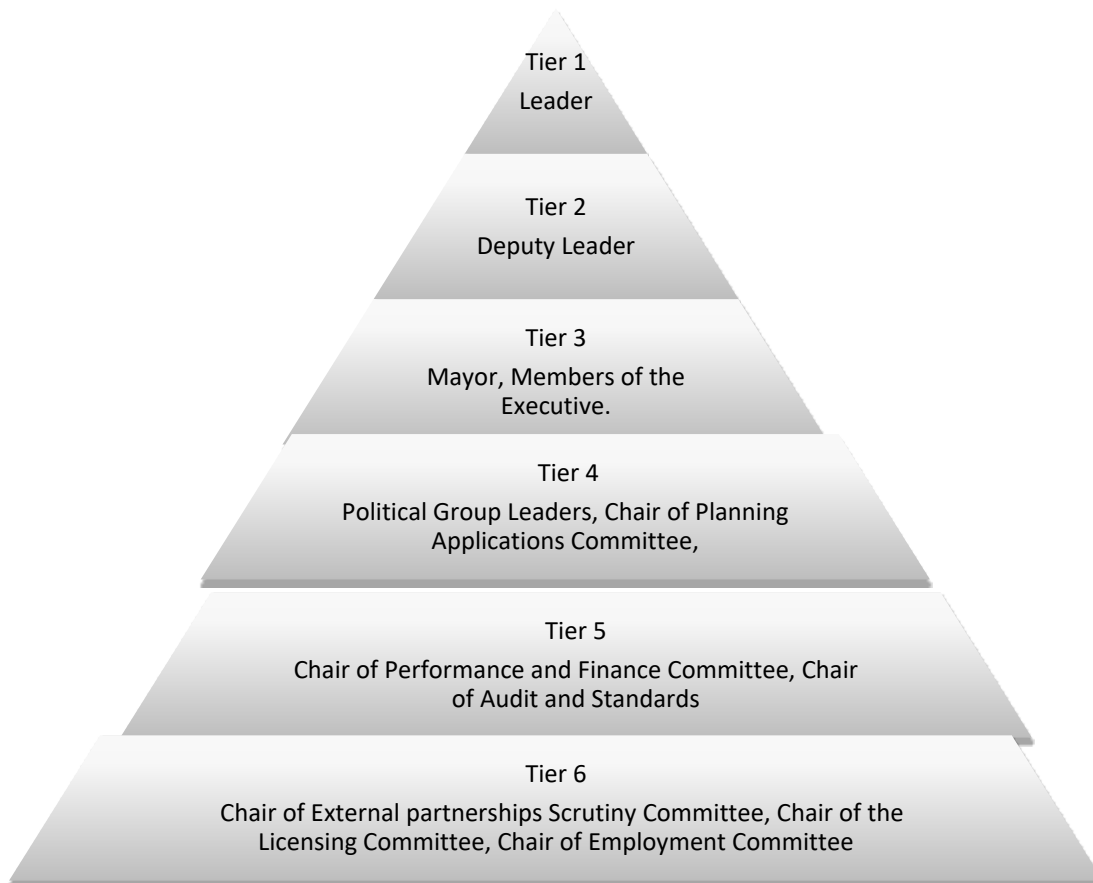 Tier 1
Leader
Tier 2
Deputy Leader
Tier 3
Mayor, Members of the
Executive.
Tier 4
Political Group Leaders, Chair of Planning
Applications Committee,
Tier 5
Chair of Performance and Finance Committee, Chair
of Audit and Standards
Tier 6
Chair of External partnerships Scrutiny Committee, Chair of the
Licensing Committee, Chair of Employment Committee